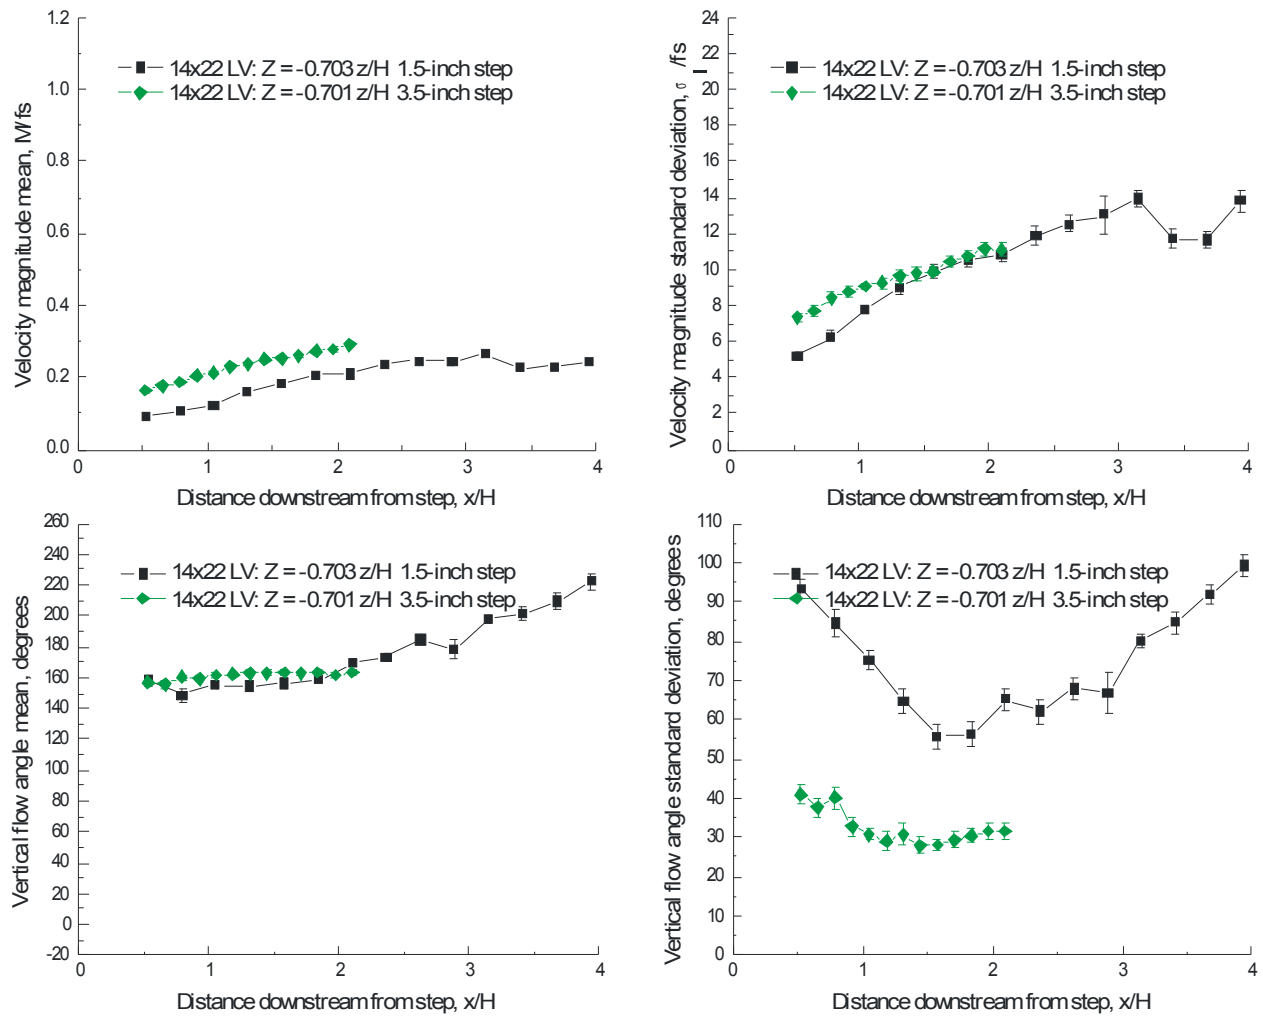 Velocity magnitude mean, M/fs
1.2
1.0
0.8
0.6
0.4
0.2
0.0
14x22 LV: Z = -0.703 z/H 1.5-inch step
14x22 LV: Z = -0.701 z/H 3.5-inch step
0 1 2 3 4
Distance downstream from step, x/H
Velocity magnitude standard deviation, σ /fs
I
24
22
20
18
16
14
12
10
8
6
4
2
0
14x22 LV: Z = -0.703 z/H 1.5-inch step
14x22 LV: Z = -0.701 z/H 3.5-inch step
0 1 2 3 4
Distance downstream from step, x/H
Vertical flow angle mean, degrees
260
240
220
200
180
160
140
120
100
80
60
40
20
0
-20
14x22 LV: Z = -0.703 z/H 1.5-inch step
14x22 LV: Z = -0.701 z/H 3.5-inch step
0 1 2 3 4
Distance downstream from step, x/H
Vertical flow angle standard deviation, degrees
110
100
90
80
70
60
50
40
30
20
10
0
14x22 LV: Z = -0.703 z/H 1.5-inch step
14x22 LV: Z = -0.701 z/H 3.5-inch step
0 1 2 3 4
Distance downstream from step, x/H